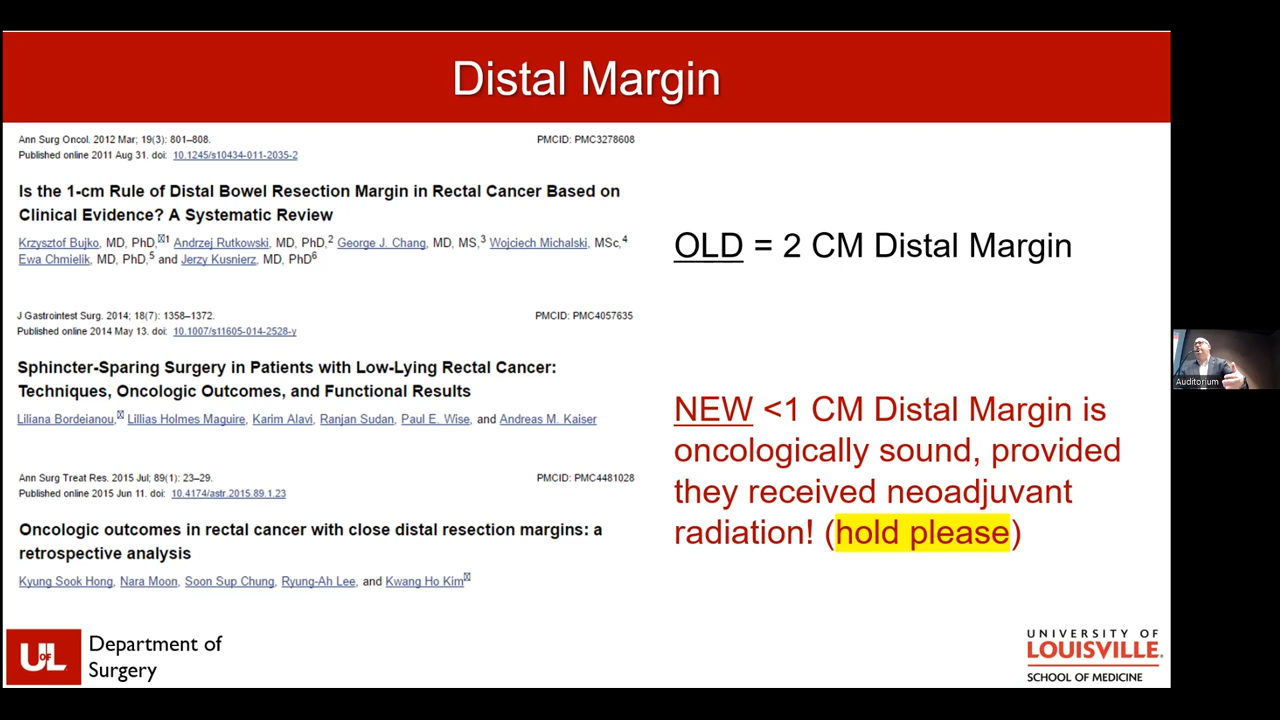 Distal Margin
Ann Surg Oncol. 2012 Mar; 19(3): 801–808.
PMCID: PMC3278608
Published online 2011 Aug 31. doi: 10.1245/s10434-011-2035-2
Is the 1-cm Rule of Distal Bowel Resection Margin in Rectal Cancer Based on
Clinical Evidence? A Systematic Review
Krzysztof Bujko, MD, PhD,1 Andrzej Rutkowski, MD, PhD,2 George J. Chang, MD, MS,3 Wojciech Michalski, MSc,4
Ewa Chmielik, MD, PhD,5 and Jerzy Kusnierz, MD, PhD6
J Gastrointest Surg. 2014; 18(7): 1358–1372.
PMCID: PMC4057635
Published online 2014 May 13. doi: 10.1007/s11605-014-2528-y
Sphincter-Sparing Surgery in Patients with Low-Lying Rectal Cancer:
Techniques, Oncologic Outcomes, and Functional Results
Liliana Bordeianou, Lillias Holmes Maguire, Karim Alavi, Ranjan Sudan, Paul E. Wise, and Andreas M. Kaiser
Ann Surg Treat Res. 2015 Jul; 89(1): 23–29.
PMCID: PMC4481028
Published online 2015 Jun 11. doi: 10.4174/astr.2015.89.1.23
Oncologic outcomes in rectal cancer with close distal resection margins: a
retrospective analysis
Kyung Sook Hong, Nara Moon, Soon Sup Chung, Ryung-Ah Lee, and Kwang Ho Kim
OLD = 2 CM Distal Margin
NEW <1 CM Distal Margin is
oncologically sound, provided
they received neoadjuvant
radiation! (hold please)
Auditorium
U OF L
Department of
Surgery
UNIVERSITY OF
LOUISVILLE.
SCHOOL OF MEDICINE